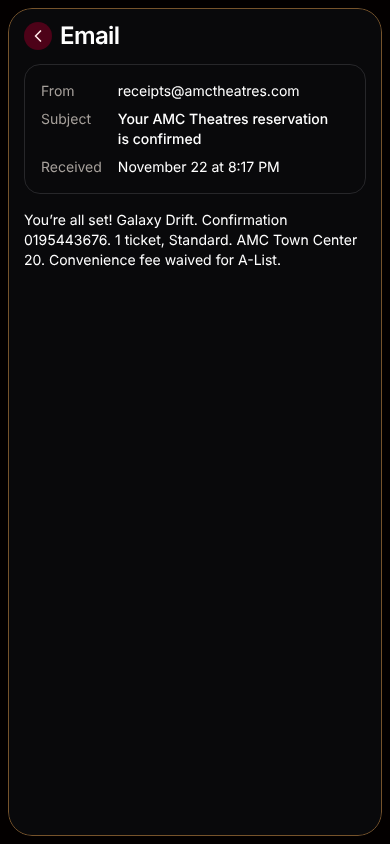 Email
From receipts@amctheatres.com
Subject Your AMC Theatres reservation
is confirmed
Received November 22 at 8:17 PM
You’re all set! Galaxy Drift. Confirmation
0195443676. 1 ticket, Standard. AMC Town Center
20. Convenience fee waived for A-List.